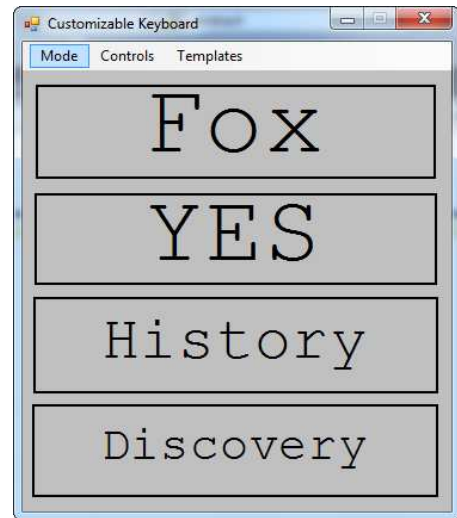 Customizable Keyboard
Mode Controls Templates
Fox
YES
History
Discovery